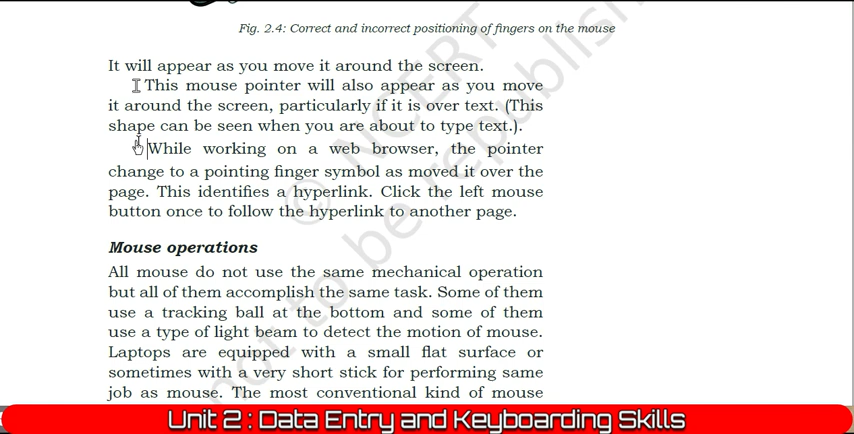 Fig. 2.4: Correct and incorrect positioning of fingers on the mouse
It will appear as you move it around the screen.
This mouse pointer will also appear as you move
it around the screen, particularly if it is over text. (This
shape can be seen when you are about to type text.).
While working on a web browser, the pointer
change to a pointing finger symbol as moved it over the
page. This identifies a hyperlink. Click the left mouse
button once to follow the hyperlink to another page.
Mouse operations
All mouse do not use the same mechanical operation
but all of them accomplish the same task. Some of them
use a tracking ball at the bottom and some of them
use a type of light beam to detect the motion of mouse.
Laptops are equipped with a small flat surface or
sometimes with a very short stick for performing same
job as mouse. The most conventional kind of mouse
© NCERT
not to be republish
Unit 2 : Data Entry and Keyboarding Skills